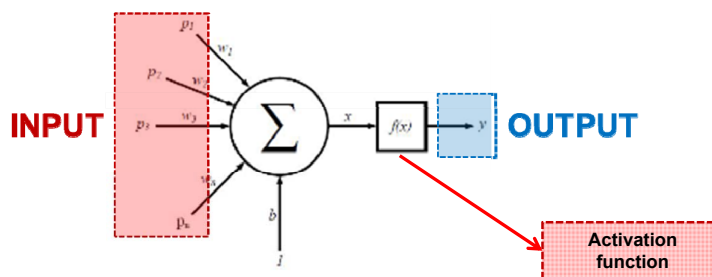 p₁
w₁
p₂
w₂
INPUT
p₃
w₃
Σ
x
f(x)
y
OUTPUT
wₙ
pₙ
b
1
Activation
function